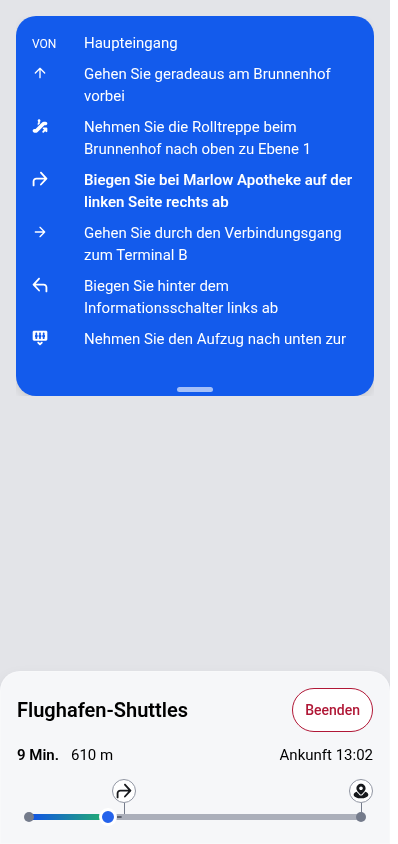 VON Haupteingang
Gehen Sie geradeaus am Brunnenhof
vorbei
Nehmen Sie die Rolltreppe beim
Brunnenhof nach oben zu Ebene 1
Biegen Sie bei Marlow Apotheke auf der
linken Seite rechts ab
Gehen Sie durch den Verbindungsgang
zum Terminal B
Biegen Sie hinter dem
Informationsschalter links ab
Nehmen Sie den Aufzug nach unten zur
Flughafen-Shuttles
Beenden
9 Min. 610 m
Ankunft 13:02